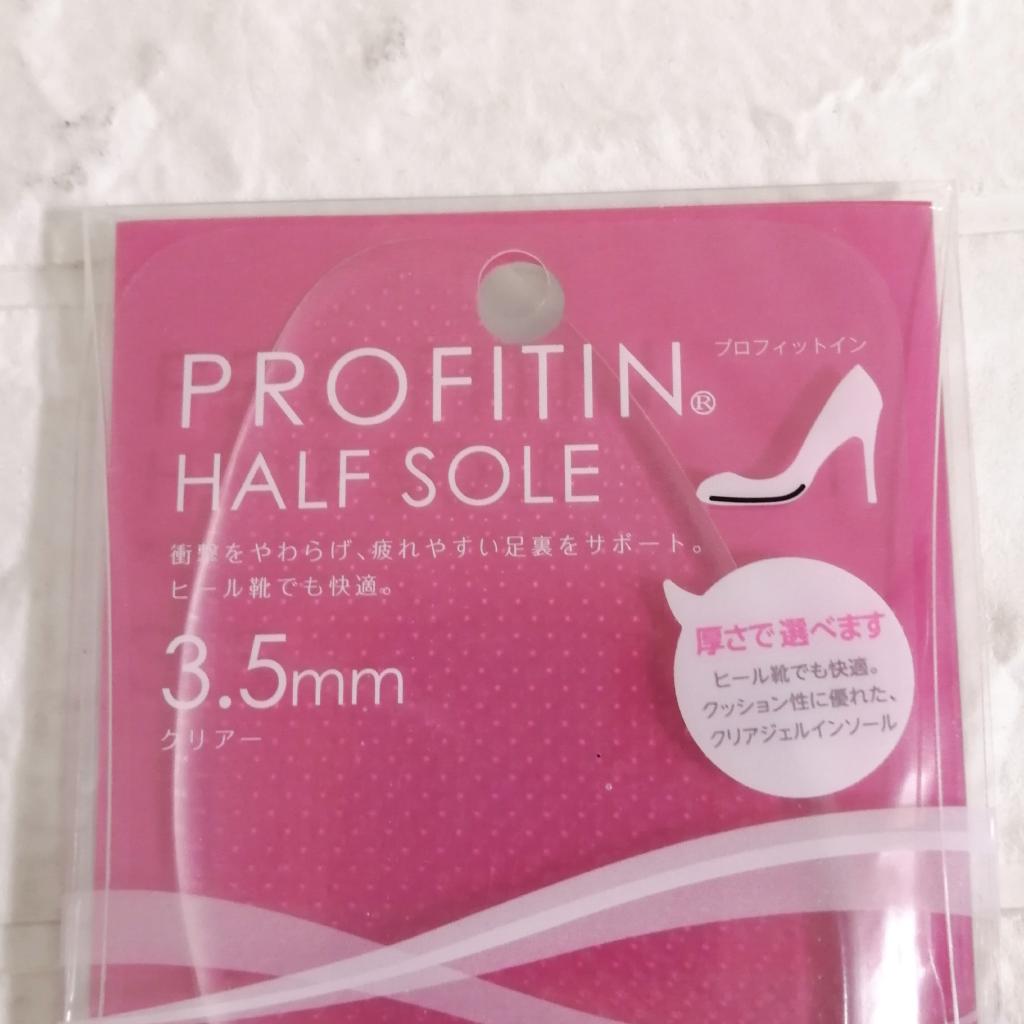 PROFITIN®
プロフィットイン
HALF SOLE
衝撃をやわらげ、疲れやすい足裏をサポート。
ヒール靴でも快適。
3.5mm
クリアー
厚さで選べます
ヒール靴でも快適。
クッション性に優れた、
クリアジェルインソール